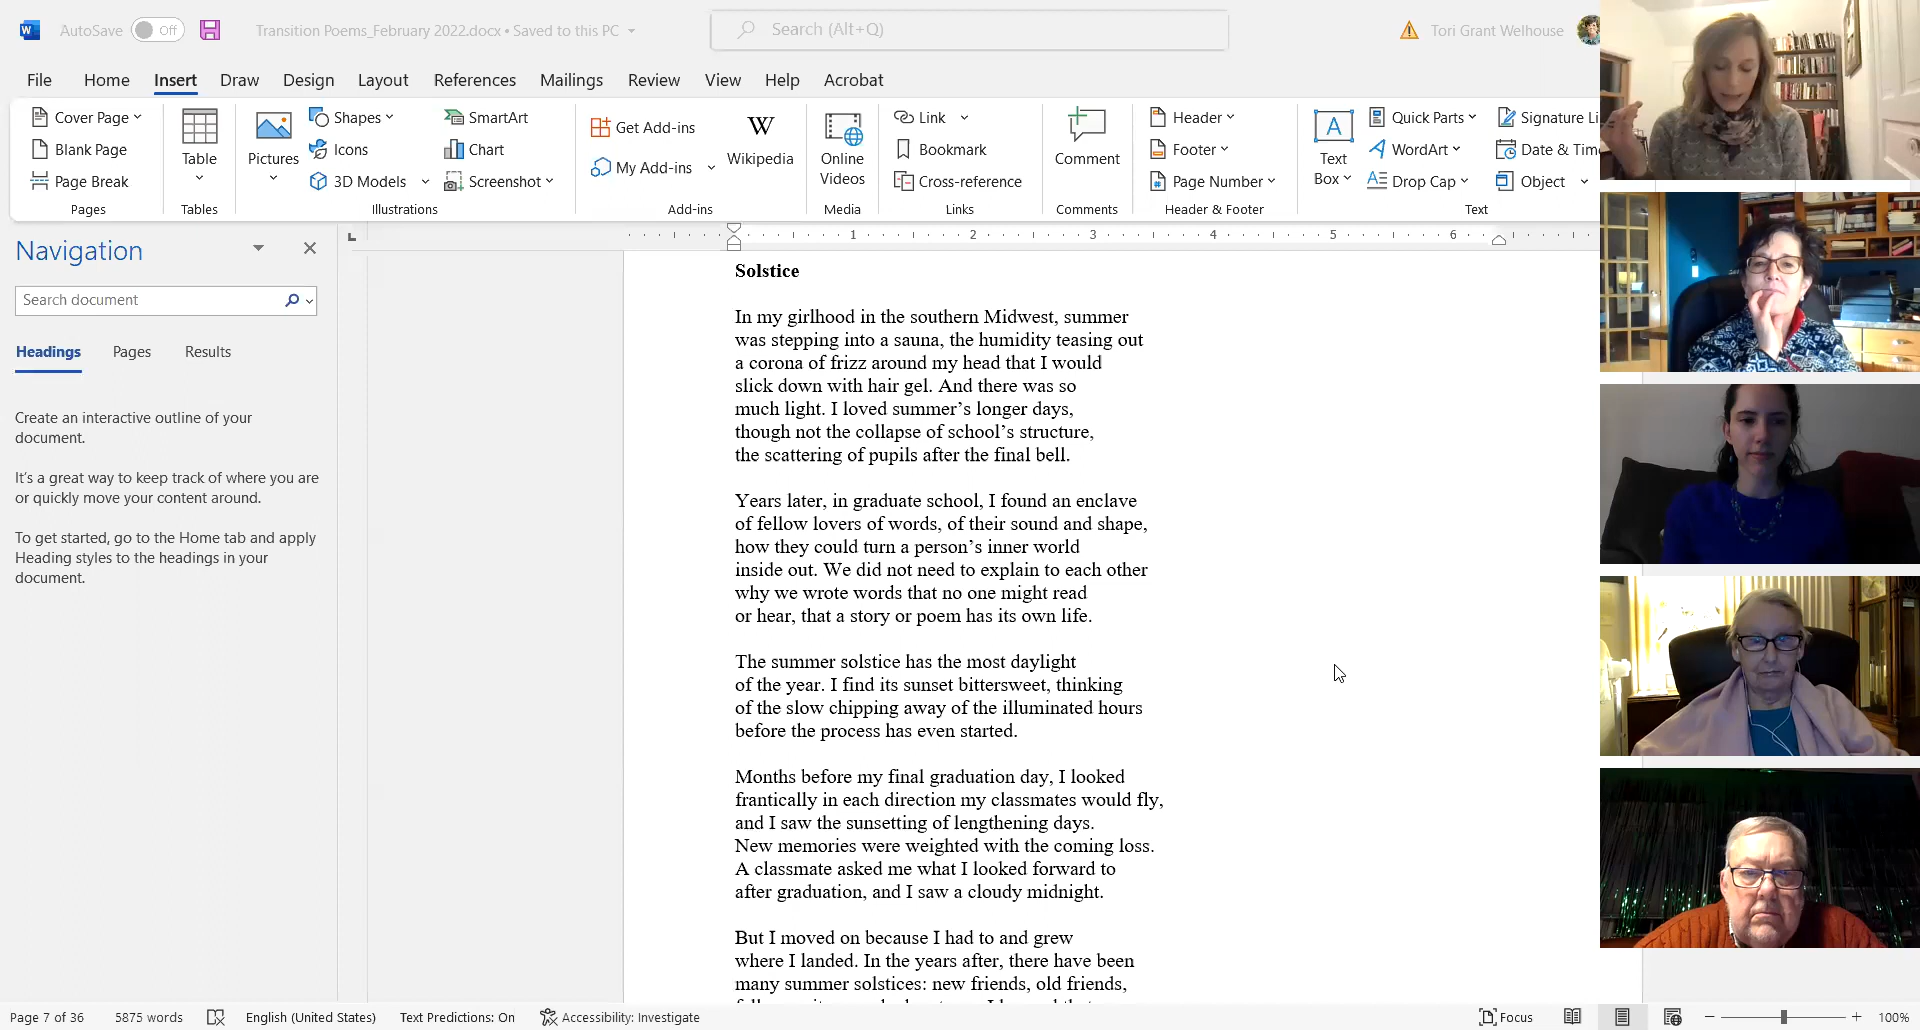 AutoSave Off Transition Poems_February 2022.docx • Saved to this PC Search (Alt+Q) Tori Grant Welhouse
File Home Insert Draw Design Layout References Mailings Review View Help Acrobat
Cover Page
Blank Page
Page Break
Pages
Table
Tables
Pictures
Shapes
Icons
3D Models
SmartArt
Chart
Screenshot
Illustrations
Get Add-ins
My Add-ins
W
Wikipedia
Add-ins
Online
Videos
Media
Link
Bookmark
Cross-reference
Links
Comment
Comments
Header
Footer
Page Number
Header & Footer
A
Text
Box
Quick Parts
WordArt
Drop Cap
Signature Li
Date & Time
Object
Text
Navigation
Search document
Headings Pages Results
Create an interactive outline of your
document.
It's a great way to keep track of where you are
or quickly move your content around.
To get started, go to the Home tab and apply
Heading styles to the headings in your
document.
1 2 3 4 5 6
Solstice
In my girlhood in the southern Midwest, summer
was stepping into a sauna, the humidity teasing out
a corona of frizz around my head that I would
slick down with hair gel. And there was so
much light. I loved summer's longer days,
though not the collapse of school's structure,
the scattering of pupils after the final bell.
Years later, in graduate school, I found an enclave
of fellow lovers of words, of their sound and shape,
how they could turn a person's inner world
inside out. We did not need to explain to each other
why we wrote words that no one might read
or hear, that a story or poem has its own life.
The summer solstice has the most daylight
of the year. I find its sunset bittersweet, thinking
of the slow chipping away of the illuminated hours
before the process has even started.
Months before my final graduation day, I looked
frantically in each direction my classmates would fly,
and I saw the sunsetting of lengthening days.
New memories were weighted with the coming loss.
A classmate asked me what I looked forward to
after graduation, and I saw a cloudy midnight.
But I moved on because I had to and grew
where I landed. In the years after, there have been
many summer solstices: new friends, old friends,
Page 7 of 36 5875 words English (United States) Text Predictions: On Accessibility: Investigate Focus 100%